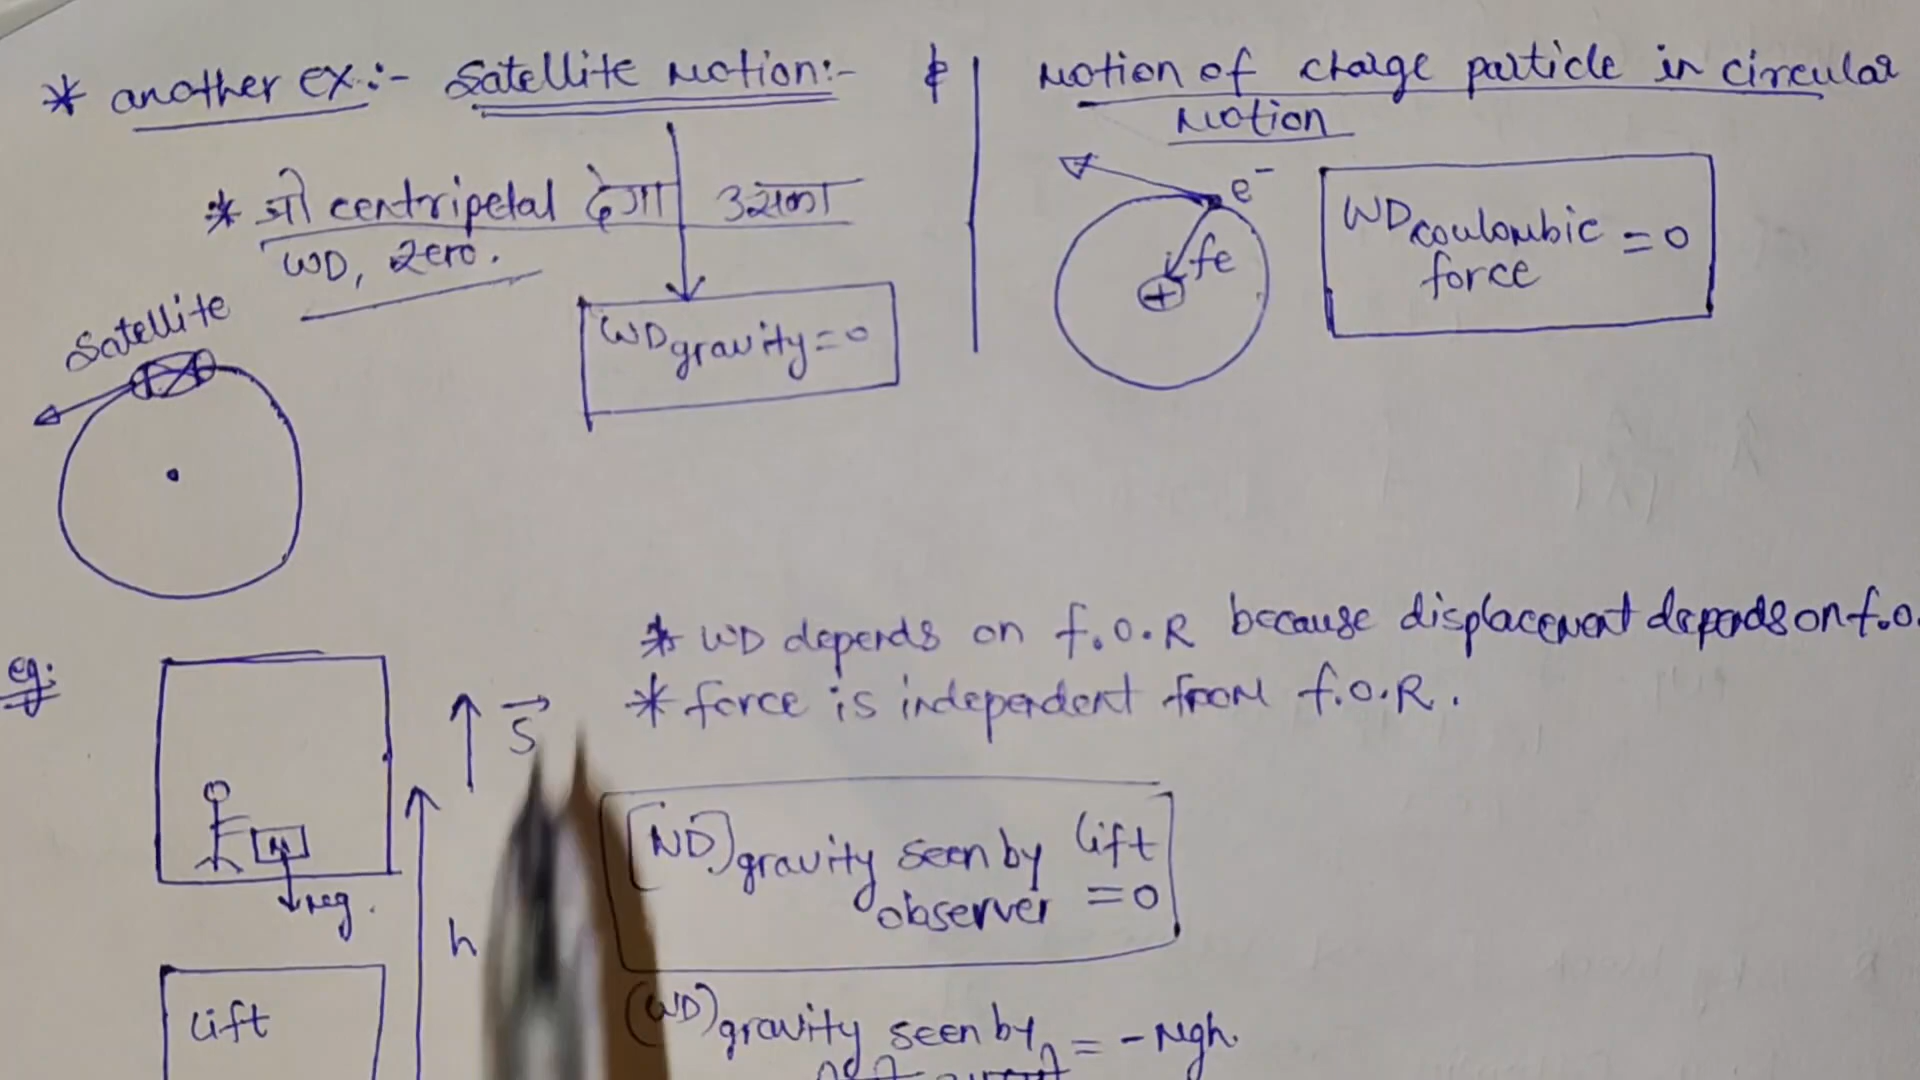 * another ex:- Satellite Motion:- &
* जो centripetal देगा उसका
WD, zero.
Satellite
WDgravity=0
Motion of charge particle in circular
Motion
e⁻
fe
+
WDcoulombic = 0
force
eg:
* WD depends on f.O.R because displacement depends on f.O.
* force is independent from f.O.R.
S
M
Mg.
h
[WD]gravity seen by lift
observer = 0
lift
(WD)gravity seen by = -Mgh.